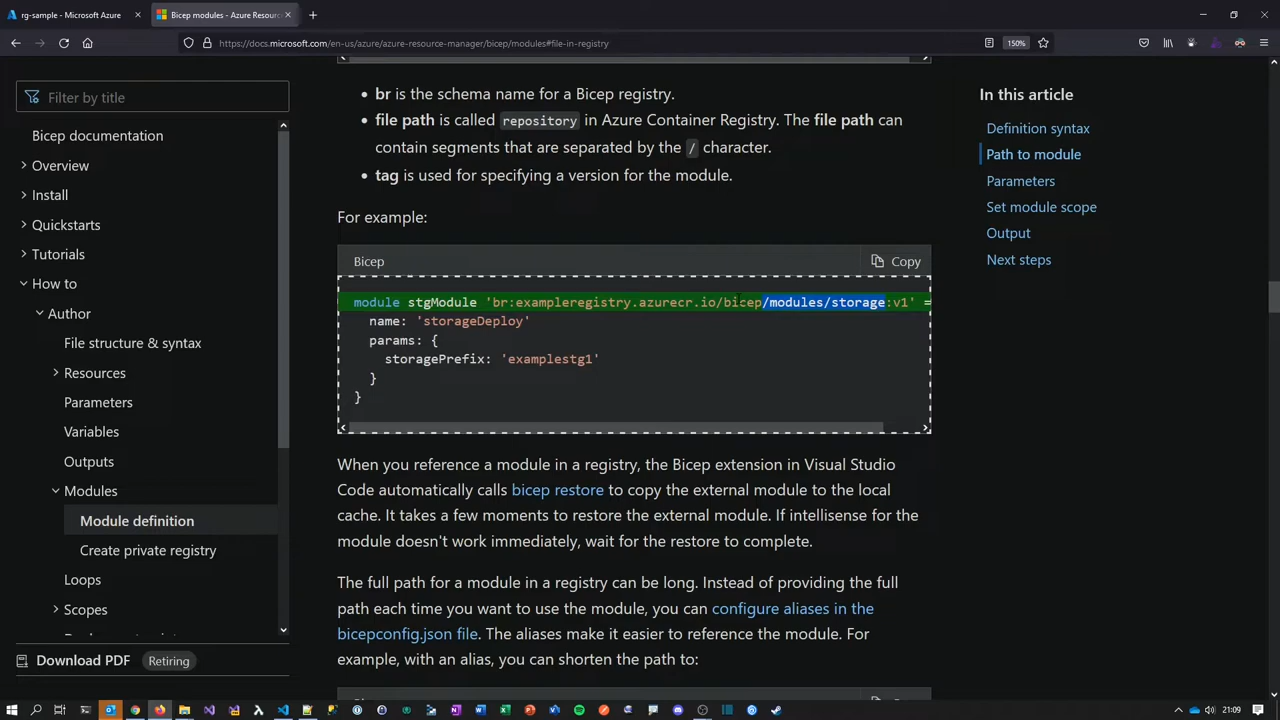 rg-sample - Microsoft Azure
Bicep modules - Azure Resourc
https://docs.microsoft.com/en-us/azure/azure-resource-manager/bicep/modules#file-in-registry
150%
Filter by title
Bicep documentation
Overview
Install
Quickstarts
Tutorials
How to
Author
File structure & syntax
Resources
Parameters
Variables
Outputs
Modules
Module definition
Create private registry
Loops
Scopes
Download PDF
Retiring
br is the schema name for a Bicep registry.
file path is called repository in Azure Container Registry. The file path can
contain segments that are separated by the / character.
tag is used for specifying a version for the module.
For example:
Bicep
Copy
module stgModule 'br:exampleregistry.azurecr.io/bicep/modules/storage:v1' =
name: 'storageDeploy'
params: {
storagePrefix: 'examplestg1'
}
}
When you reference a module in a registry, the Bicep extension in Visual Studio
Code automatically calls bicep restore to copy the external module to the local
cache. It takes a few moments to restore the external module. If intellisense for the
module doesn't work immediately, wait for the restore to complete.
The full path for a module in a registry can be long. Instead of providing the full
path each time you want to use the module, you can configure aliases in the
bicepconfig.json file. The aliases make it easier to reference the module. For
example, with an alias, you can shorten the path to:
In this article
Definition syntax
Path to module
Parameters
Set module scope
Output
Next steps
21:09